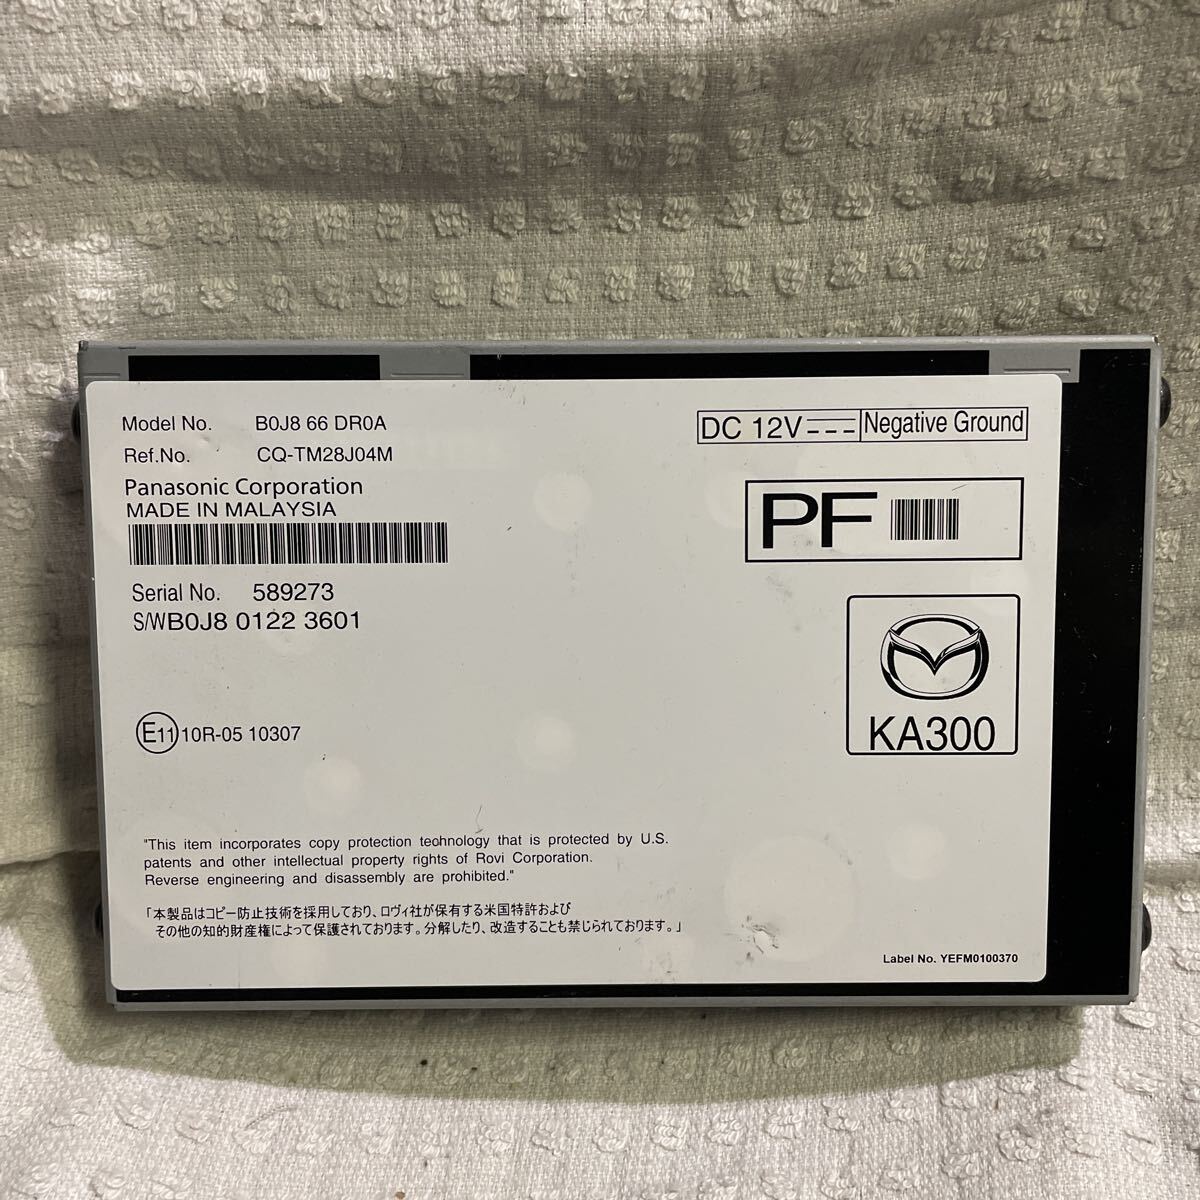 Model No. B0J8 66 DR0A
Ref.No. CQ-TM28J04M
Panasonic Corporation
MADE IN MALAYSIA
Serial No. 589273
S/WB0J8 0122 3601
E11 10R-05 10307
DC 12V Negative Ground
PF
KA300
"This item incorporates copy protection technology that is protected by U.S.
patents and other intellectual property rights of Rovi Corporation.
Reverse engineering and disassembly are prohibited."
「本製品はコピー防止技術を採用しており、ロヴィ社が保有する米国特許および
その他の知的財産権によって保護されております。分解したり、改造することも禁じられております。」
Label No. YEFM0100370